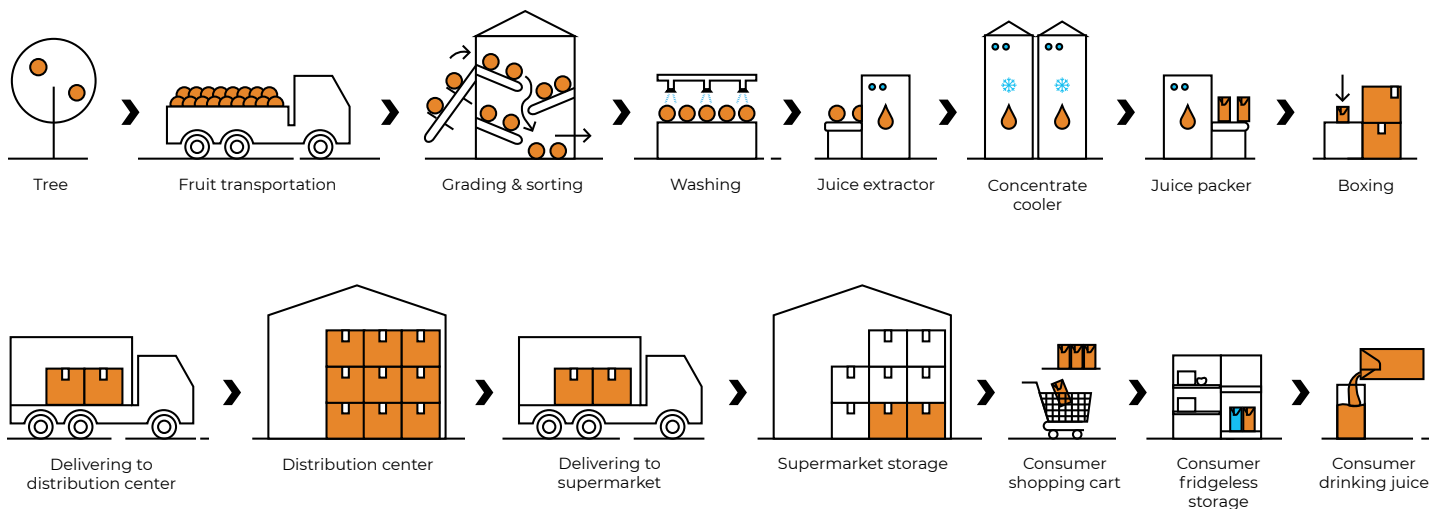 Tree
Fruit transportation
Grading & sorting
Washing
Juice extractor
Concentrate
cooler
Juice packer
Boxing
Delivering to
distribution center
Distribution center
Delivering to
supermarket
Supermarket storage
Consumer
shopping cart
Consumer
fridgeless
storage
Consumer
drinking juice